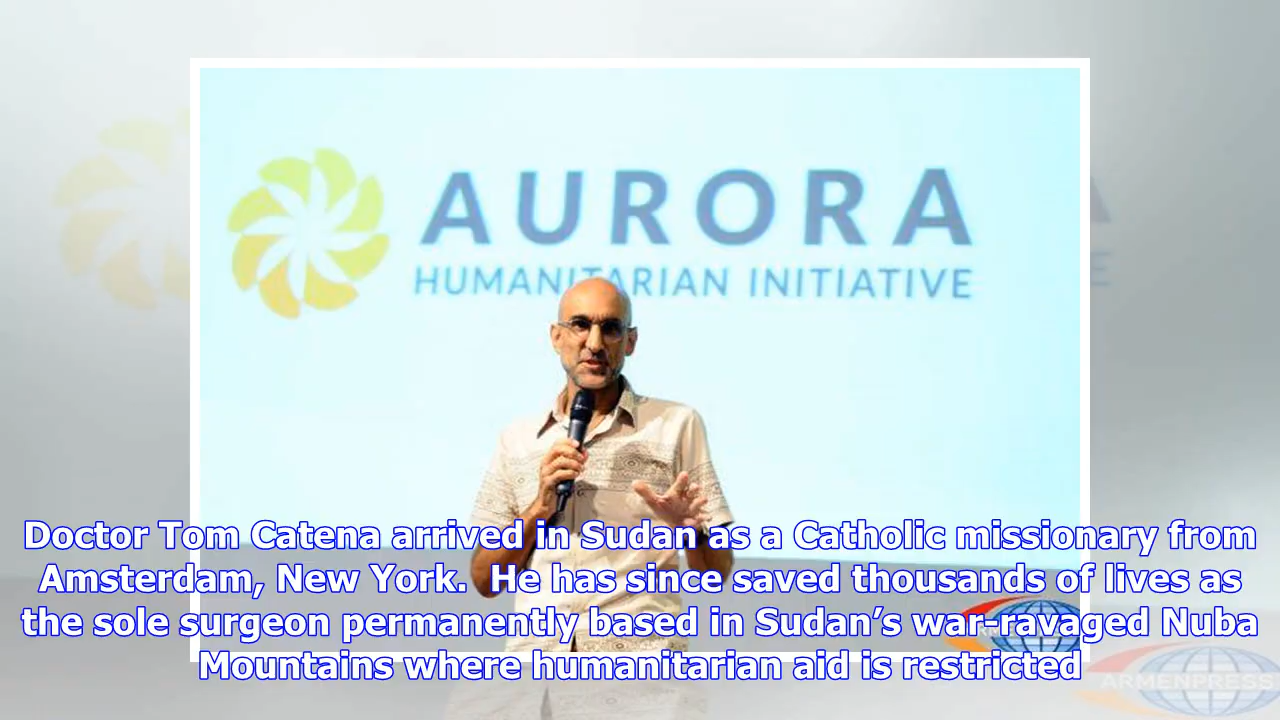 AURORA
HUMANITARIAN INITIATIVE
Doctor Tom Catena arrived in Sudan as a Catholic missionary from
Amsterdam, New York.  He has since saved thousands of lives as
the sole surgeon permanently based in Sudan’s war-ravaged Nuba
Mountains where humanitarian aid is restricted
ARMENPRESS